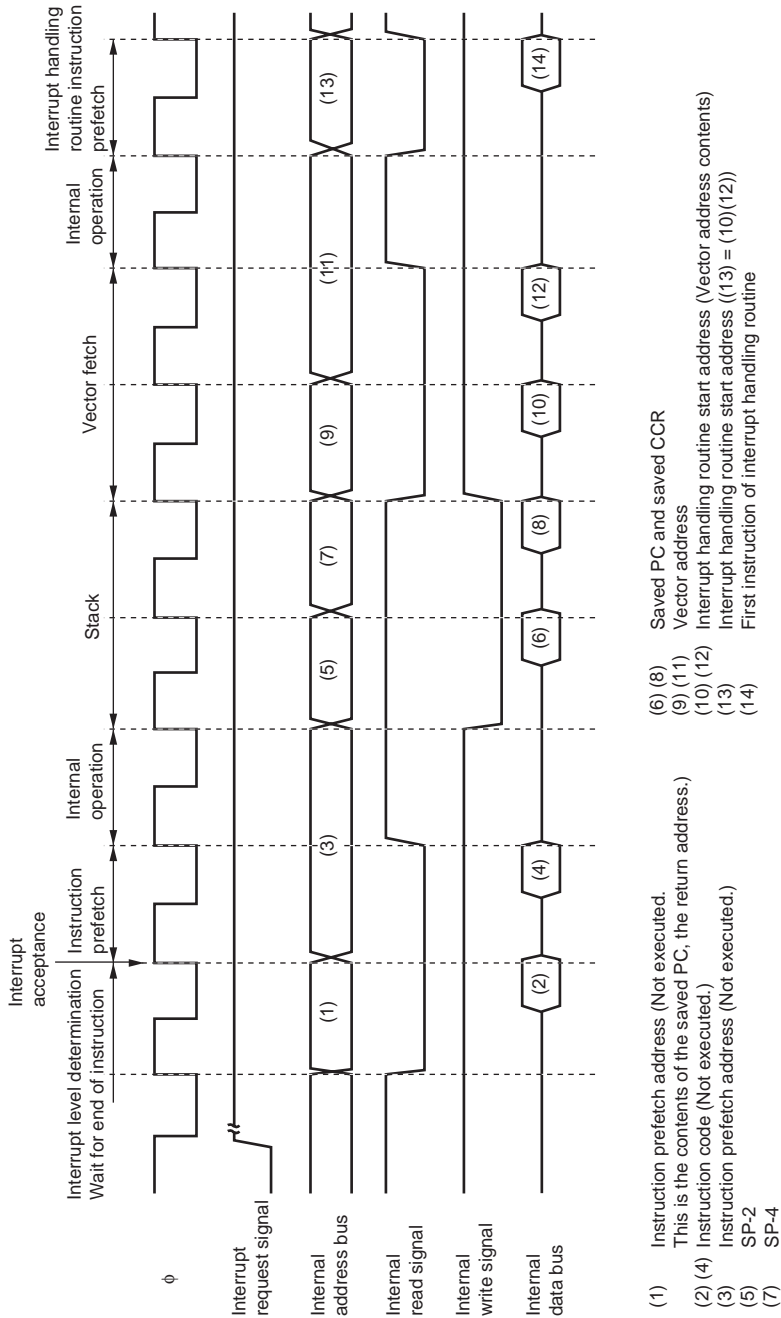 Interrupt
acceptance
Interrupt level determination
Wait for end of instruction
Instruction
prefetch
Internal
operation
Stack
Vector fetch
Internal
operation
Interrupt handling
routine instruction
prefetch
φ
Interrupt
request signal
Internal
address bus
(1)
(3)
(5)
(7)
(9)
(11)
(13)
Internal
read signal
Internal
write signal
Internal
data bus
(2)
(4)
(6)
(8)
(10)
(12)
(14)
(1) Instruction prefetch address (Not executed.
This is the contents of the saved PC, the return address.)
(2) (4) Instruction code (Not executed.)
(3) Instruction prefetch address (Not executed.)
(5) SP-2
(7) SP-4
(6) (8) Saved PC and saved CCR
(9) (11) Vector address
(10) (12) Interrupt handling routine start address (Vector address contents)
(13) Interrupt handling routine start address ((13) = (10)(12))
(14) First instruction of interrupt handling routine